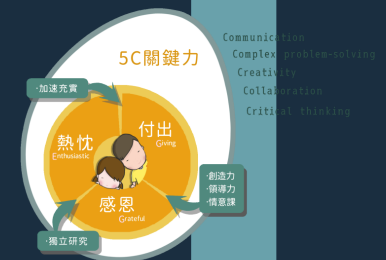 5C關鍵力
Communication
Complex problem-solving
Creativity
Collaboration
Critical thinking
·加速充實
熱忱
Enthusiastic
付出
Giving
感恩
Grateful
·創造力
·領導力
·情意課
·獨立研究